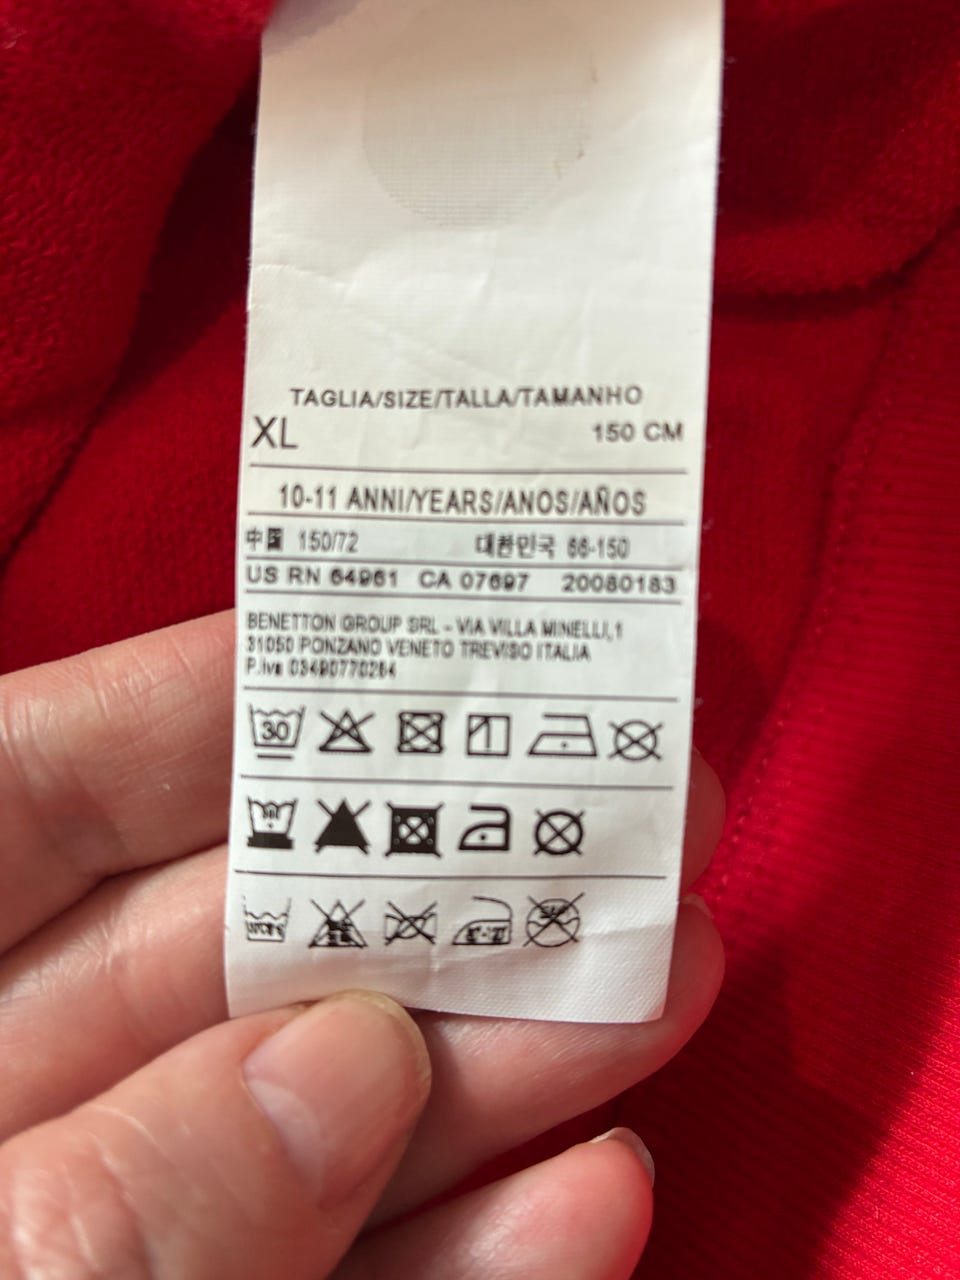 TAGLIA/SIZE/TALLA/TAMANHO
XL 150 CM
10-11 ANNI/YEARS/ANOS/AÑOS
中国 150/72 대한민국 66-150
US RN 64961 CA 07697 20080183
BENETTON GROUP SRL - VIA VILLA MINELLI,1
31050 PONZANO VENETO TREVISO ITALIA
P.Iva
30